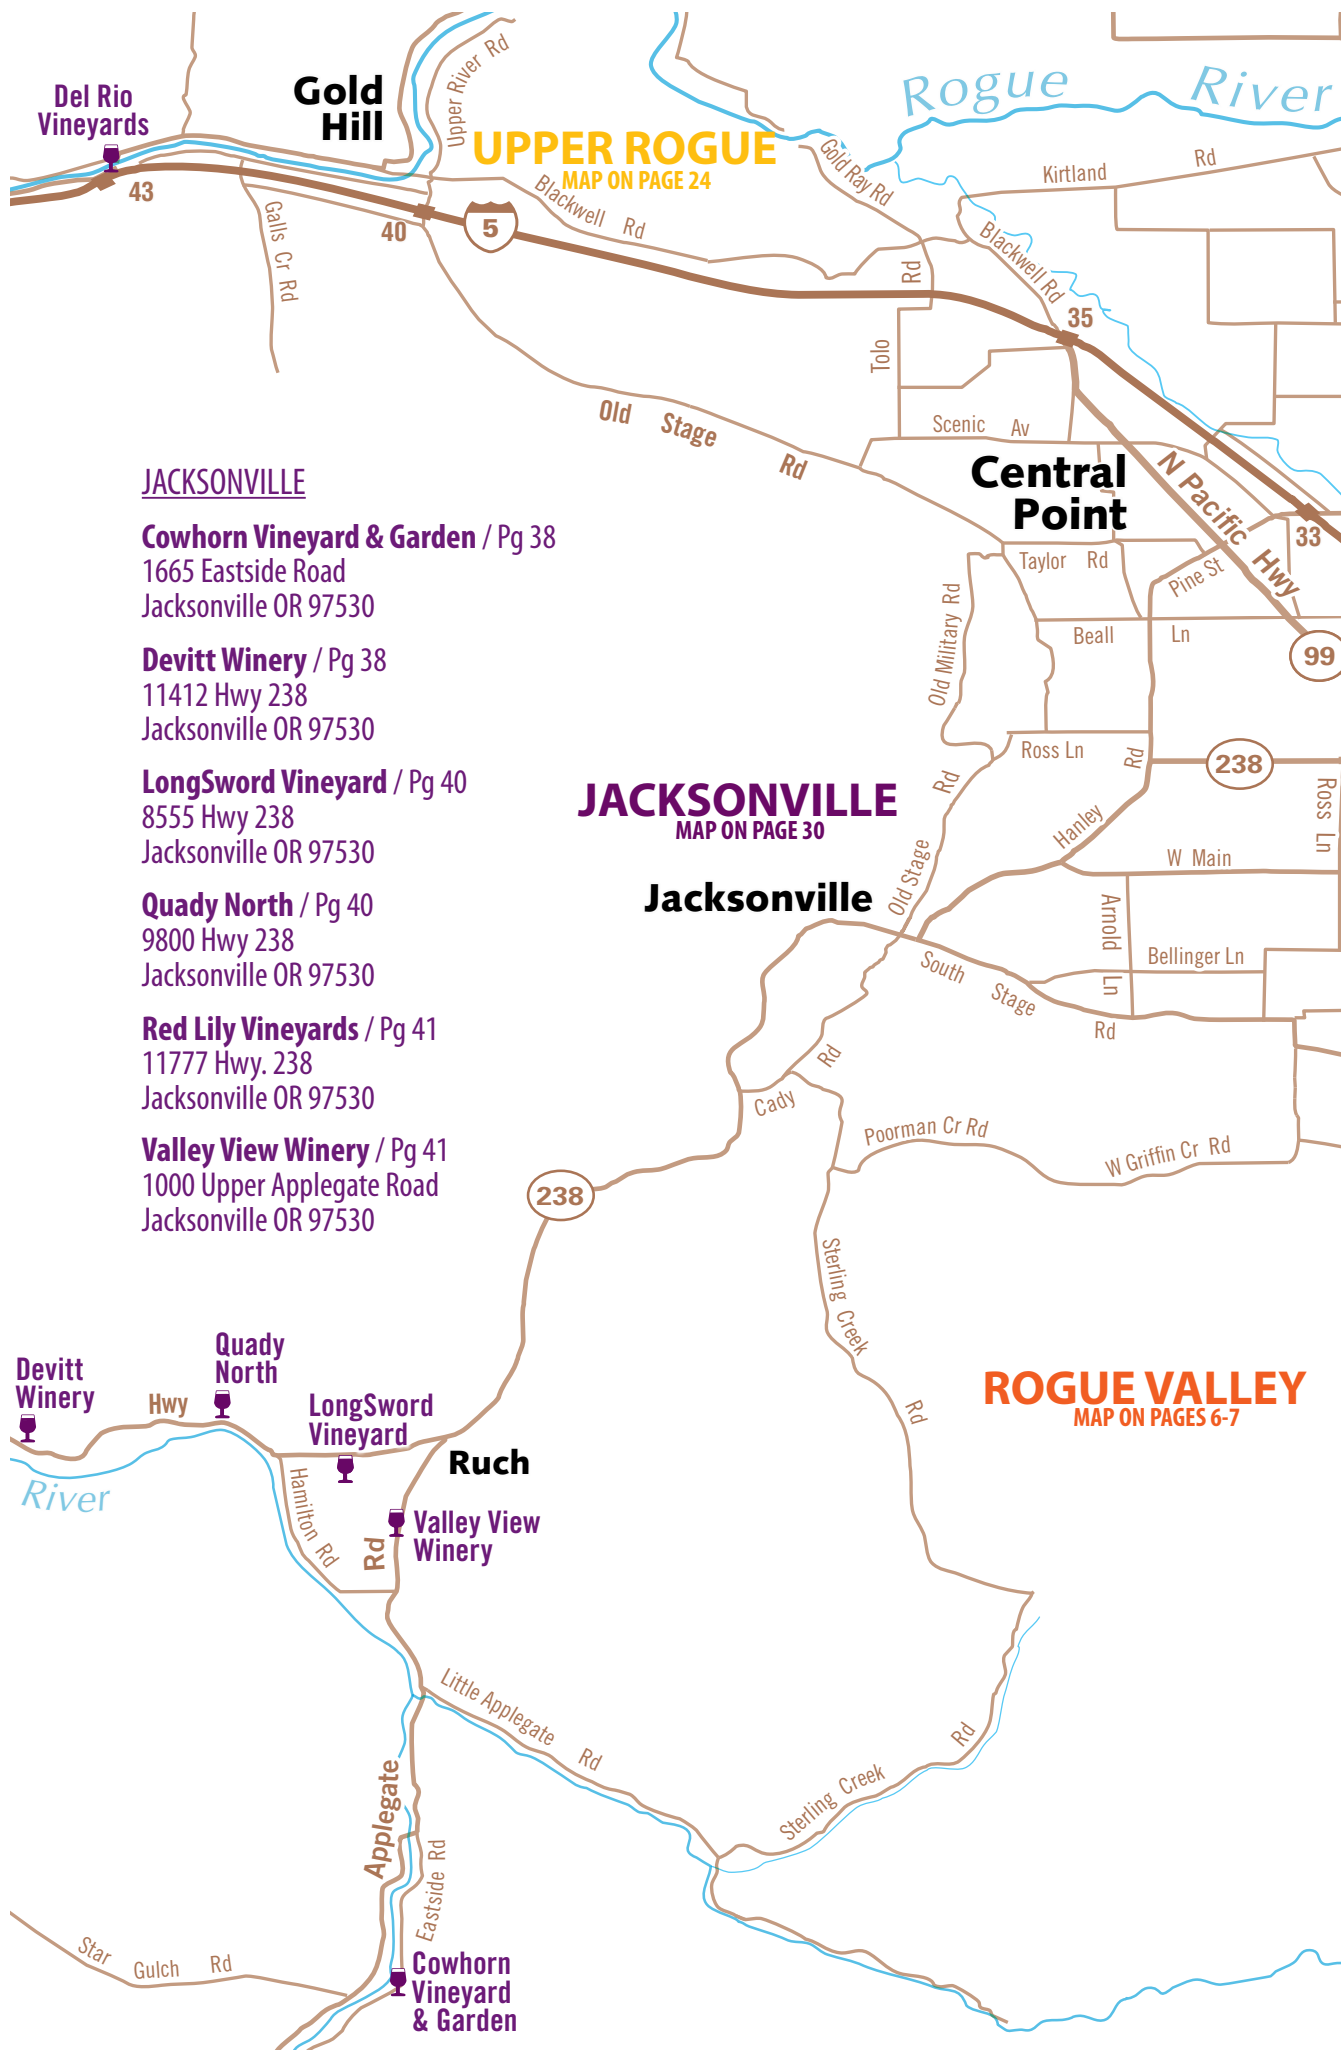 Rogue River
Upper River Rd
Del Rio
Vineyards
Gold
Hill
UPPER ROGUE
MAP ON PAGE 24
43
40
5
Galls Cr Rd
Blackwell Rd
Gold Ray Rd
Kirtland Rd
Blackwell Rd
35
Tolo Rd
Old Stage Rd
Scenic Av
Central
Point
N Pacific Hwy
33
Taylor Rd
Pine St
Old Military Rd
Beall Ln
99
Ross Ln
238
Ross Ln
Hanley Rd
W Main
JACKSONVILLE
Cowhorn Vineyard & Garden / Pg 38
1665 Eastside Road
Jacksonville OR 97530
Devitt Winery / Pg 38
11412 Hwy 238
Jacksonville OR 97530
LongSword Vineyard / Pg 40
8555 Hwy 238
Jacksonville OR 97530
Quady North / Pg 40
9800 Hwy 238
Jacksonville OR 97530
Red Lily Vineyards / Pg 41
11777 Hwy. 238
Jacksonville OR 97530
Valley View Winery / Pg 41
1000 Upper Applegate Road
Jacksonville OR 97530
JACKSONVILLE
MAP ON PAGE 30
Jacksonville
Old Stage Rd
Arnold Ln
Bellinger Ln
South Stage Rd
Cady Rd
Poorman Cr Rd
W Griffin Cr Rd
238
Sterling Creek Rd
ROGUE VALLEY
MAP ON PAGES 6-7
Devitt
Winery
Hwy
Quady
North
LongSword
Vineyard
Ruch
River
Hamilton Rd
Valley View
Winery
Applegate Rd
Little Applegate Rd
Sterling Creek Rd
Eastside Rd
Star Gulch Rd
Cowhorn
Vineyard
& Garden